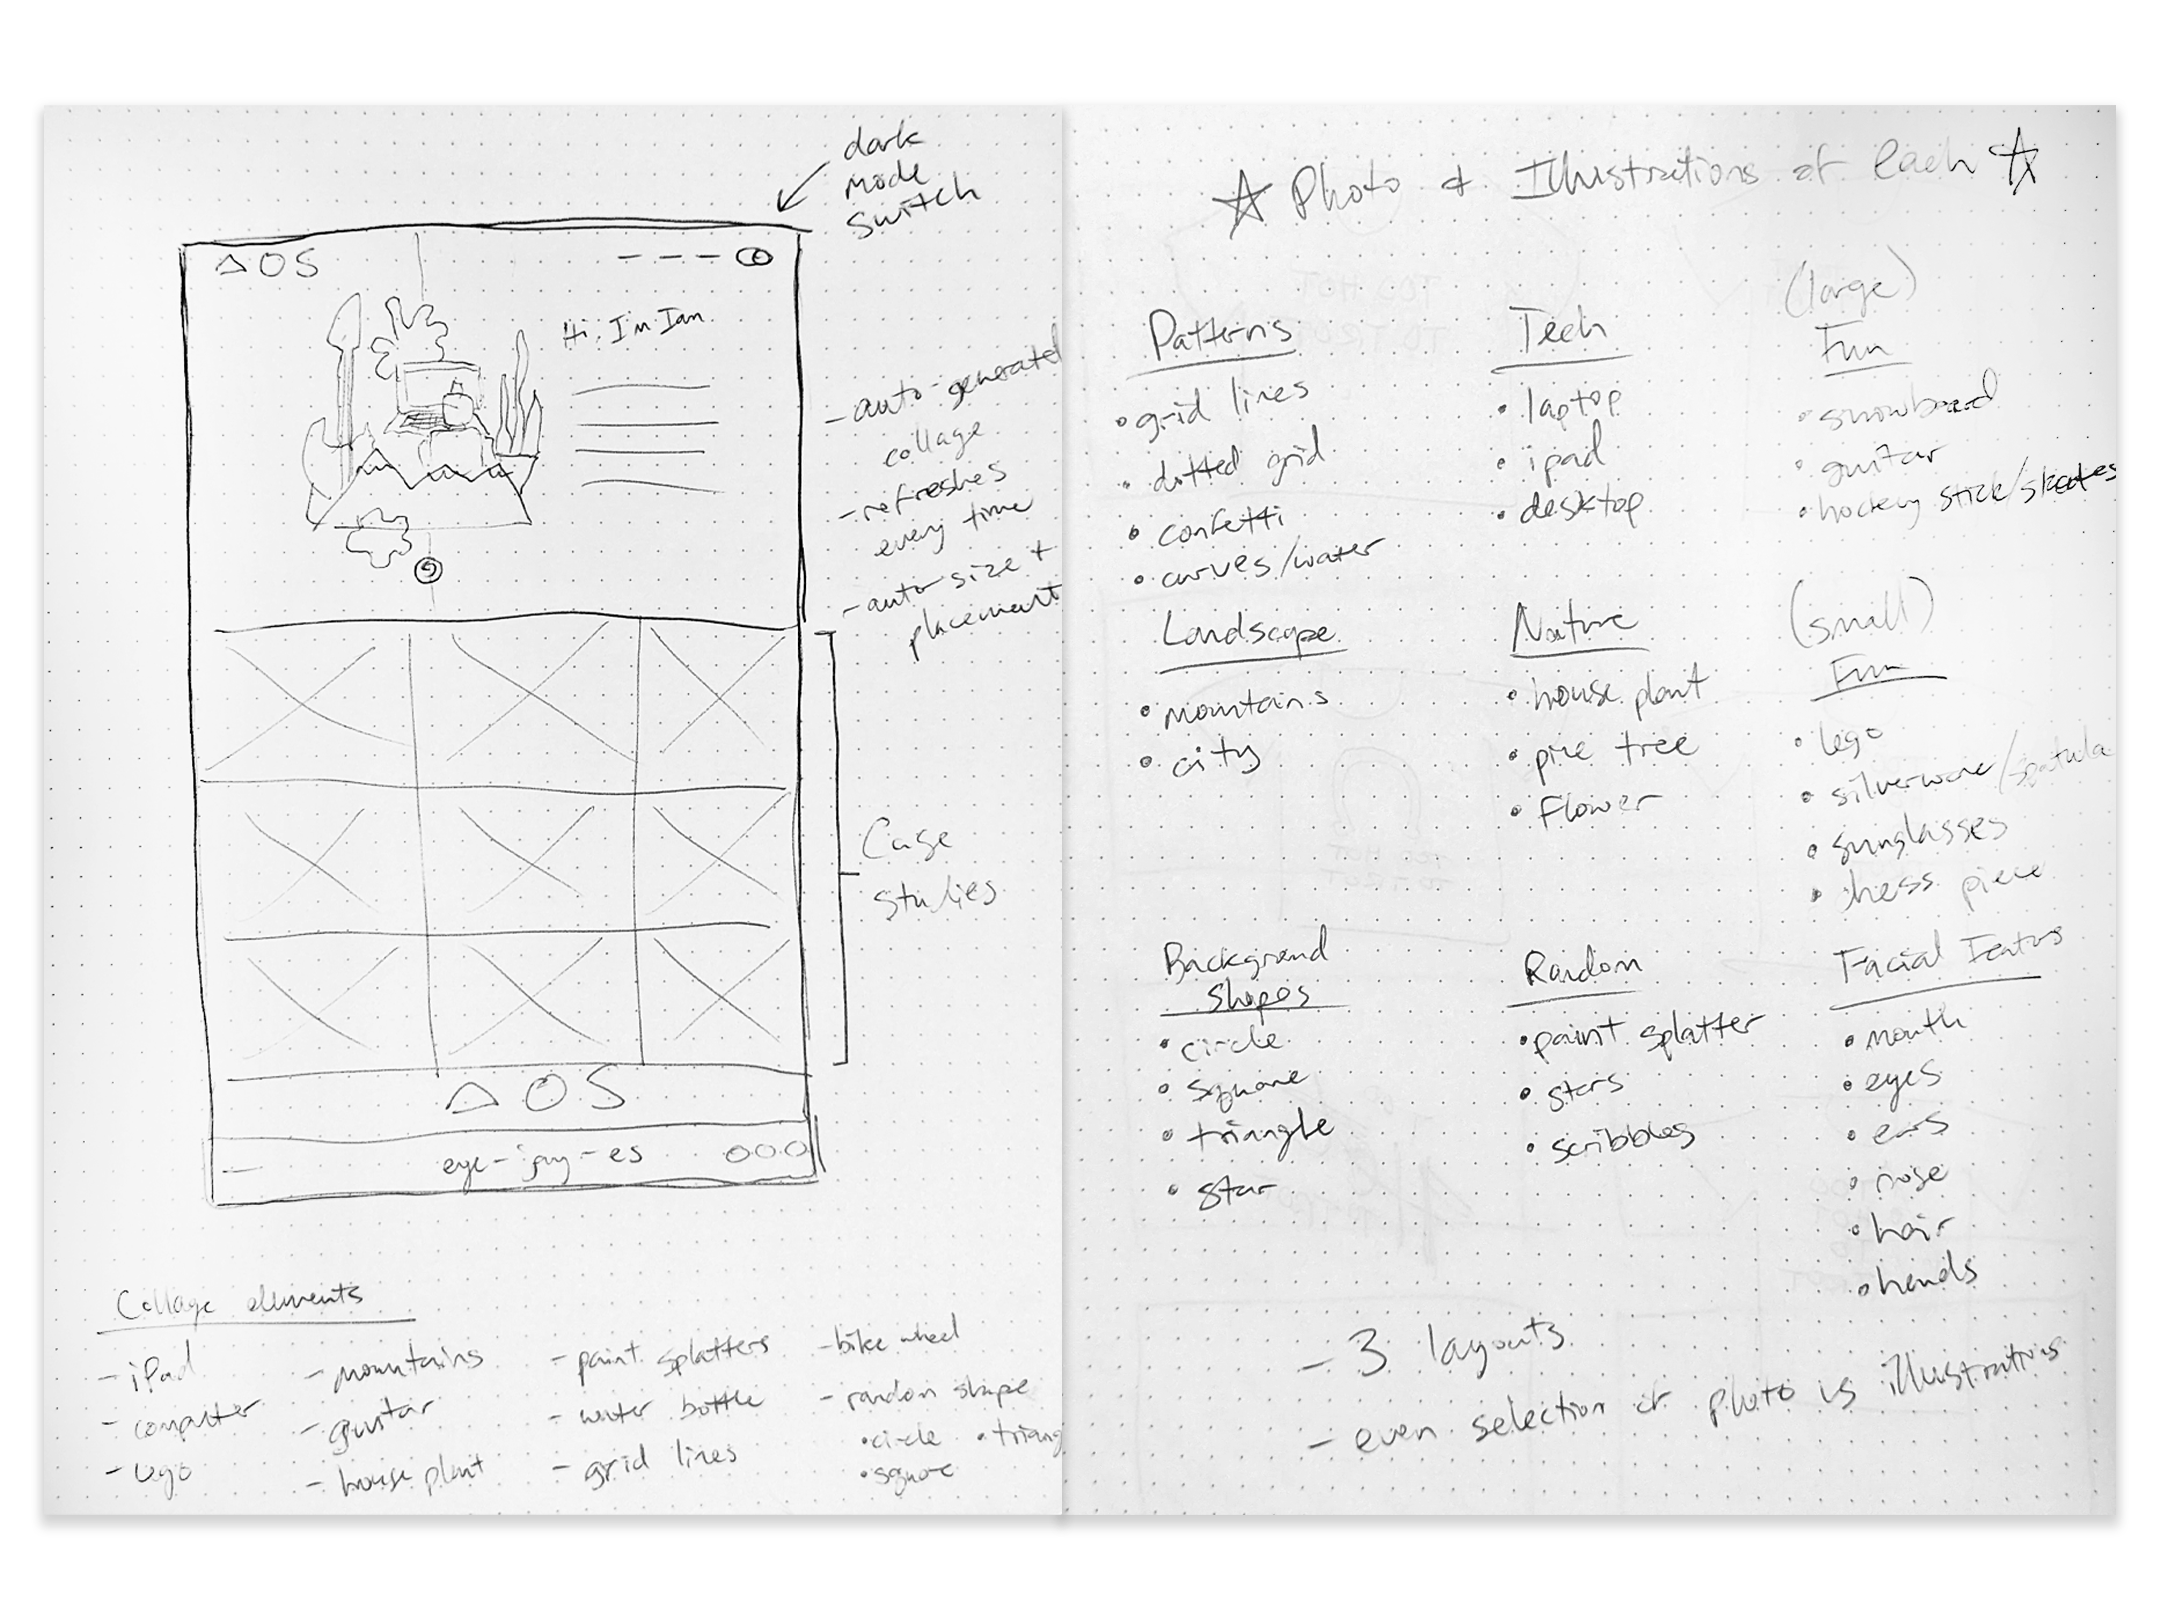 dark
mode
switch
Hi, I'm Ian
- auto-generated
collage
- refreshes
every time
- auto size +
placement
Case
studies
eye-jay-es
Collage elements
- iPad
- computer
- Lego
- mountains
- guitar
- house plant
- paint splatters
- water bottle
- grid lines
- bike wheel
- random shape
• circle • triang
• square
☆ Photo & Illustrations of Each ☆
Patterns
• grid lines
• dotted grid
• confetti
• curves/water
Tech
• laptop
• ipad
• desktop
(large)
Fun
• snowboard
• guitar
• hockey stick/skates
Landscape
• mountains
• city
Nature
• house plant
• pine tree
• flower
(small)
Fun
• lego
• silverware/spatula
• sunglasses
• chess piece
Background
Shapes
• circle
• square
• triangle
• star
Random
• paint splatter
• stars
• scribbles
Facial Features
• mouth
• eyes
• ears
• nose
• hair
• hands
- 3 layouts
- even selection of photo vs illustrations